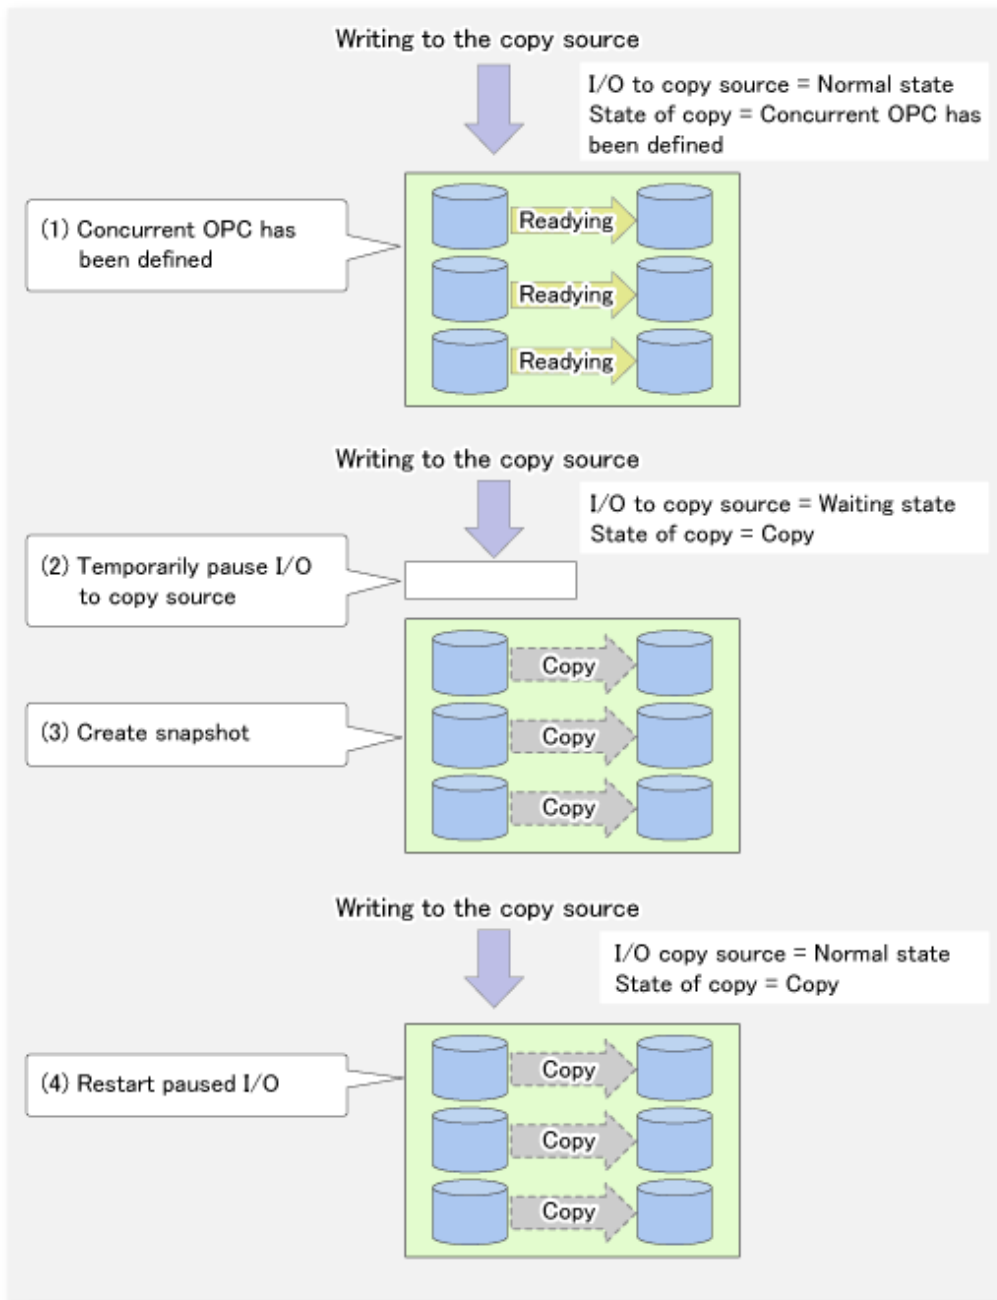 Writing to the copy source
I/O to copy source = Normal state
State of copy = Concurrent OPC has
been defined
(1) Concurrent OPC has
been defined
Readying
Readying
Readying
Writing to the copy source
I/O to copy source = Waiting state
State of copy = Copy
(2) Temporarily pause I/O
to copy source
Copy
(3) Create snapshot
Copy
Copy
Writing to the copy source
I/O copy source = Normal state
State of copy = Copy
(4) Restart paused I/O
Copy
Copy
Copy